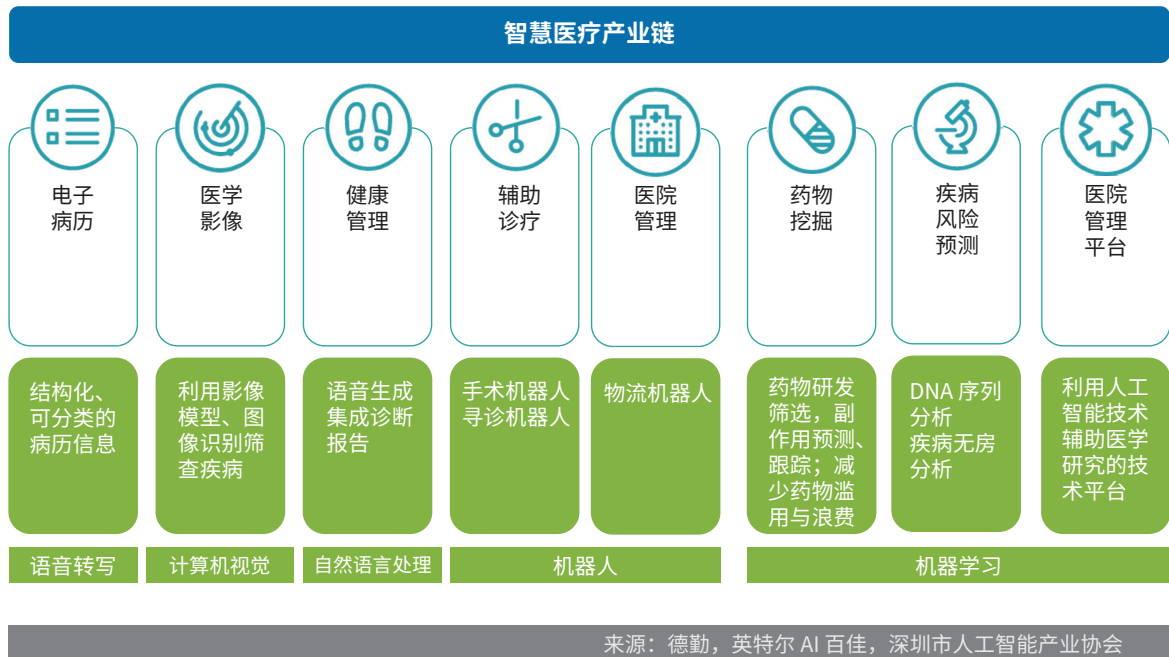 智慧医疗产业链
电子
病历
医学
影像
健康
管理
辅助
诊疗
医院
管理
药物
挖掘
疾病
风险
预测
医院
管理
平台
结构化、
可分类的
病历信息
利用影像
模型、图
像识别筛
查疾病
语音生成
集成诊断
报告
手术机器人
寻诊机器人
物流机器人
药物研发
筛选，副
作用预测、
跟踪；减
少药物滥
用与浪费
DNA 序列
分析
疾病无房
分析
利用人工
智能技术
辅助医学
研究的技
术平台
语音转写
计算机视觉
自然语言处理
机器人
机器学习
来源：德勤，英特尔 AI 百佳，深圳市人工智能产业协会